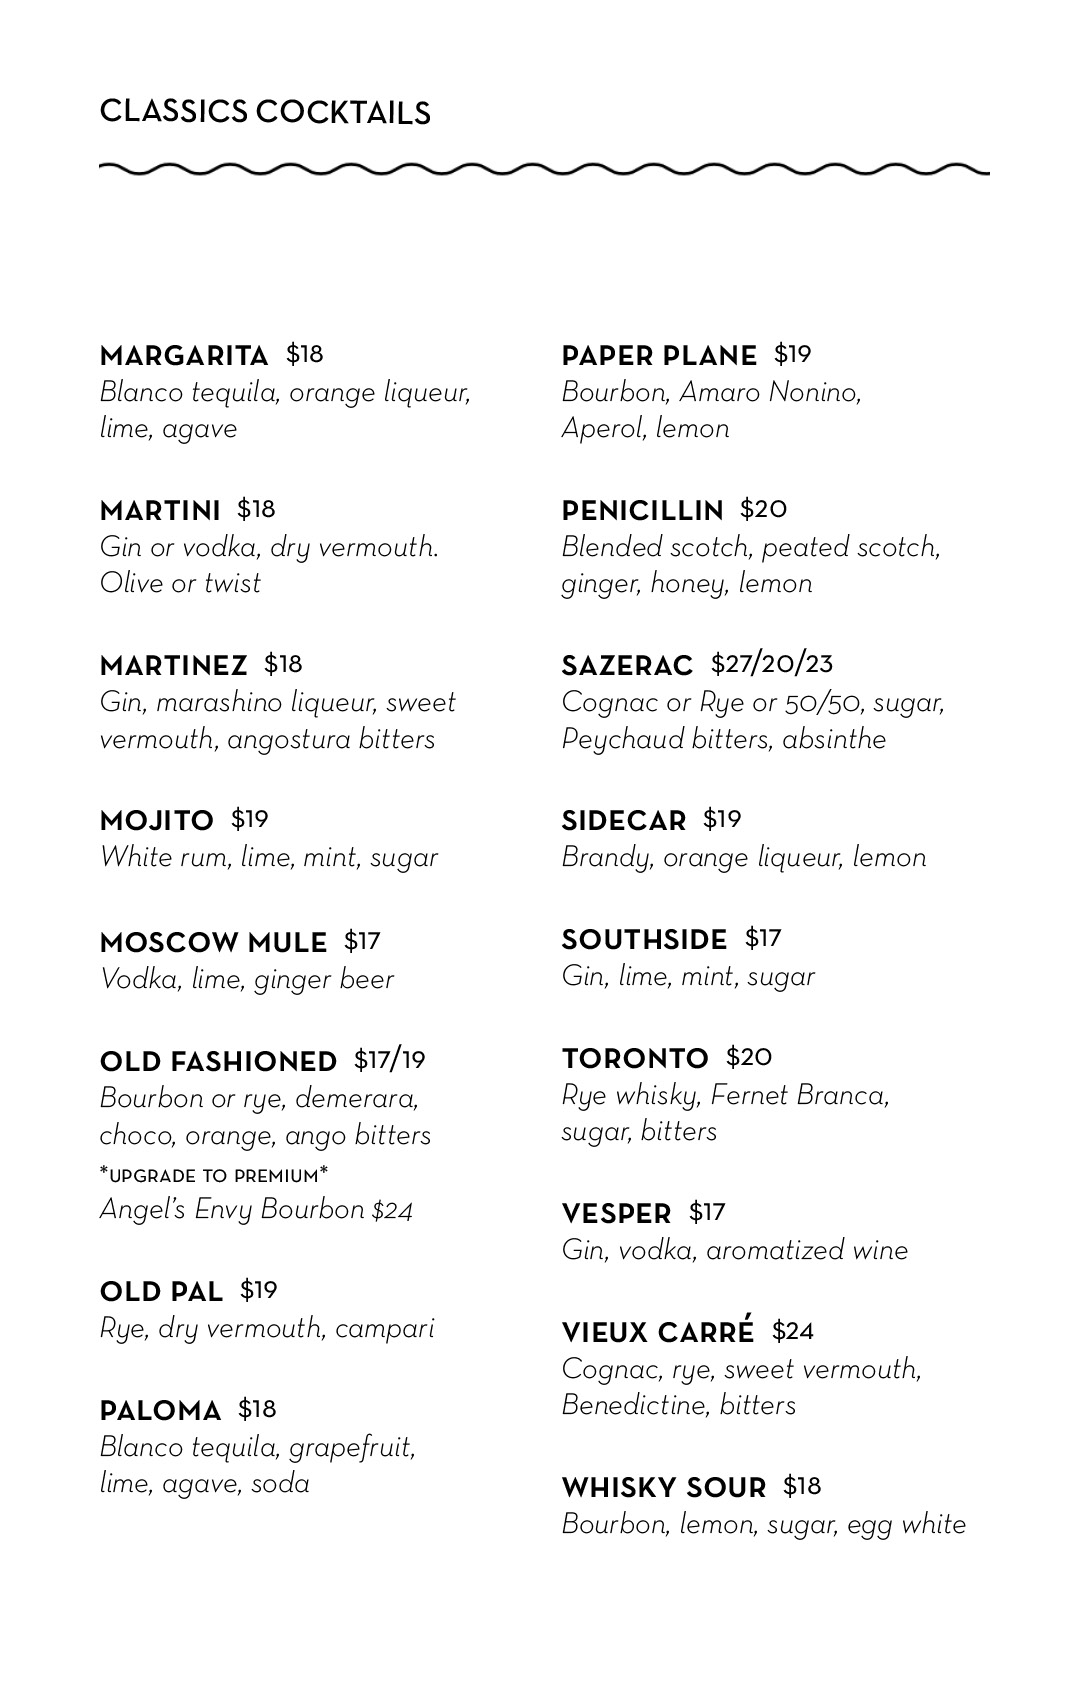 CLASSICS COCKTAILS
MARGARITA $18
Blanco tequila, orange liqueur,
lime, agave
MARTINI $18
Gin or vodka, dry vermouth.
Olive or twist
MARTINEZ $18
Gin, marashino liqueur, sweet
vermouth, angostura bitters
MOJITO $19
White rum, lime, mint, sugar
MOSCOW MULE $17
Vodka, lime, ginger beer
OLD FASHIONED $17/19
Bourbon or rye, demerara,
choco, orange, ango bitters
*UPGRADE TO PREMIUM*
Angel's Envy Bourbon $24
OLD PAL $19
Rye, dry vermouth, campari
PALOMA $18
Blanco tequila, grapefruit,
lime, agave, soda
PAPER PLANE $19
Bourbon, Amaro Nonino,
Aperol, lemon
PENICILLIN $20
Blended scotch, peated scotch,
ginger, honey, lemon
SAZERAC $27/20/23
Cognac or Rye or 50/50, sugar,
Peychaud bitters, absinthe
SIDECAR $19
Brandy, orange liqueur, lemon
SOUTHSIDE $17
Gin, lime, mint, sugar
TORONTO $20
Rye whisky, Fernet Branca,
sugar, bitters
VESPER $17
Gin, vodka, aromatized wine
VIEUX CARRÉ $24
Cognac, rye, sweet vermouth,
Benedictine, bitters
WHISKY SOUR $18
Bourbon, lemon, sugar, egg white